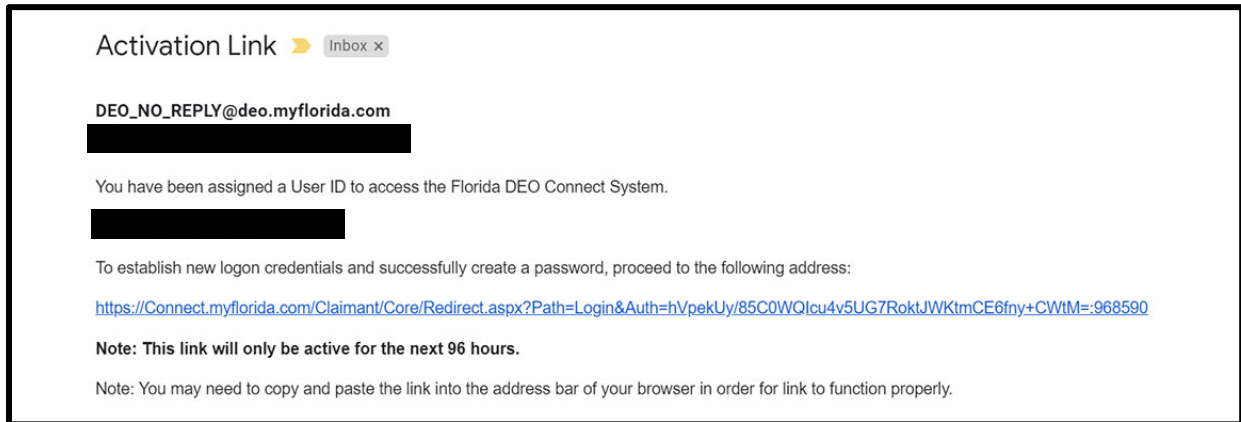 Activation Link Inbox x
DEO_NO_REPLY@deo.myflorida.com
You have been assigned a User ID to access the Florida DEO Connect System.
To establish new logon credentials and successfully create a password, proceed to the following address:
https://Connect.myflorida.com/Claimant/Core/Redirect.aspx?Path=Login&Auth=hVpekUy/85C0WQIcu4v5UG7RoktJWKtmCE6fny+CWtM=:968590
Note: This link will only be active for the next 96 hours.
Note: You may need to copy and paste the link into the address bar of your browser in order for link to function properly.